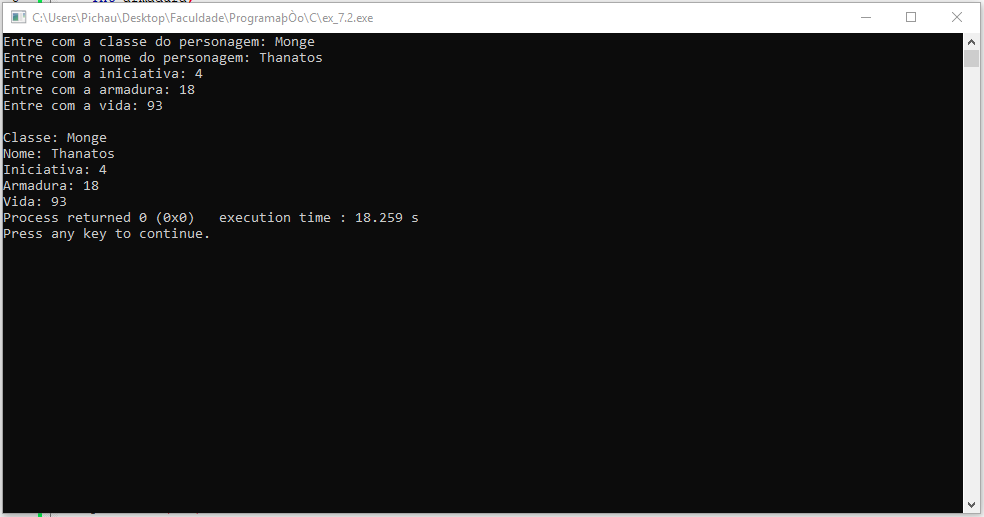 C:\Users\Pichau\Desktop\Faculdade\ProgramaþÒo\C\ex_7.2.exe
Entre com a classe do personagem: Monge
Entre com o nome do personagem: Thanatos
Entre com a iniciativa: 4
Entre com a armadura: 18
Entre com a vida: 93
Classe: Monge
Nome: Thanatos
Iniciativa: 4
Armadura: 18
Vida: 93
Process returned 0 (0x0)   execution time : 18.259 s
Press any key to continue.